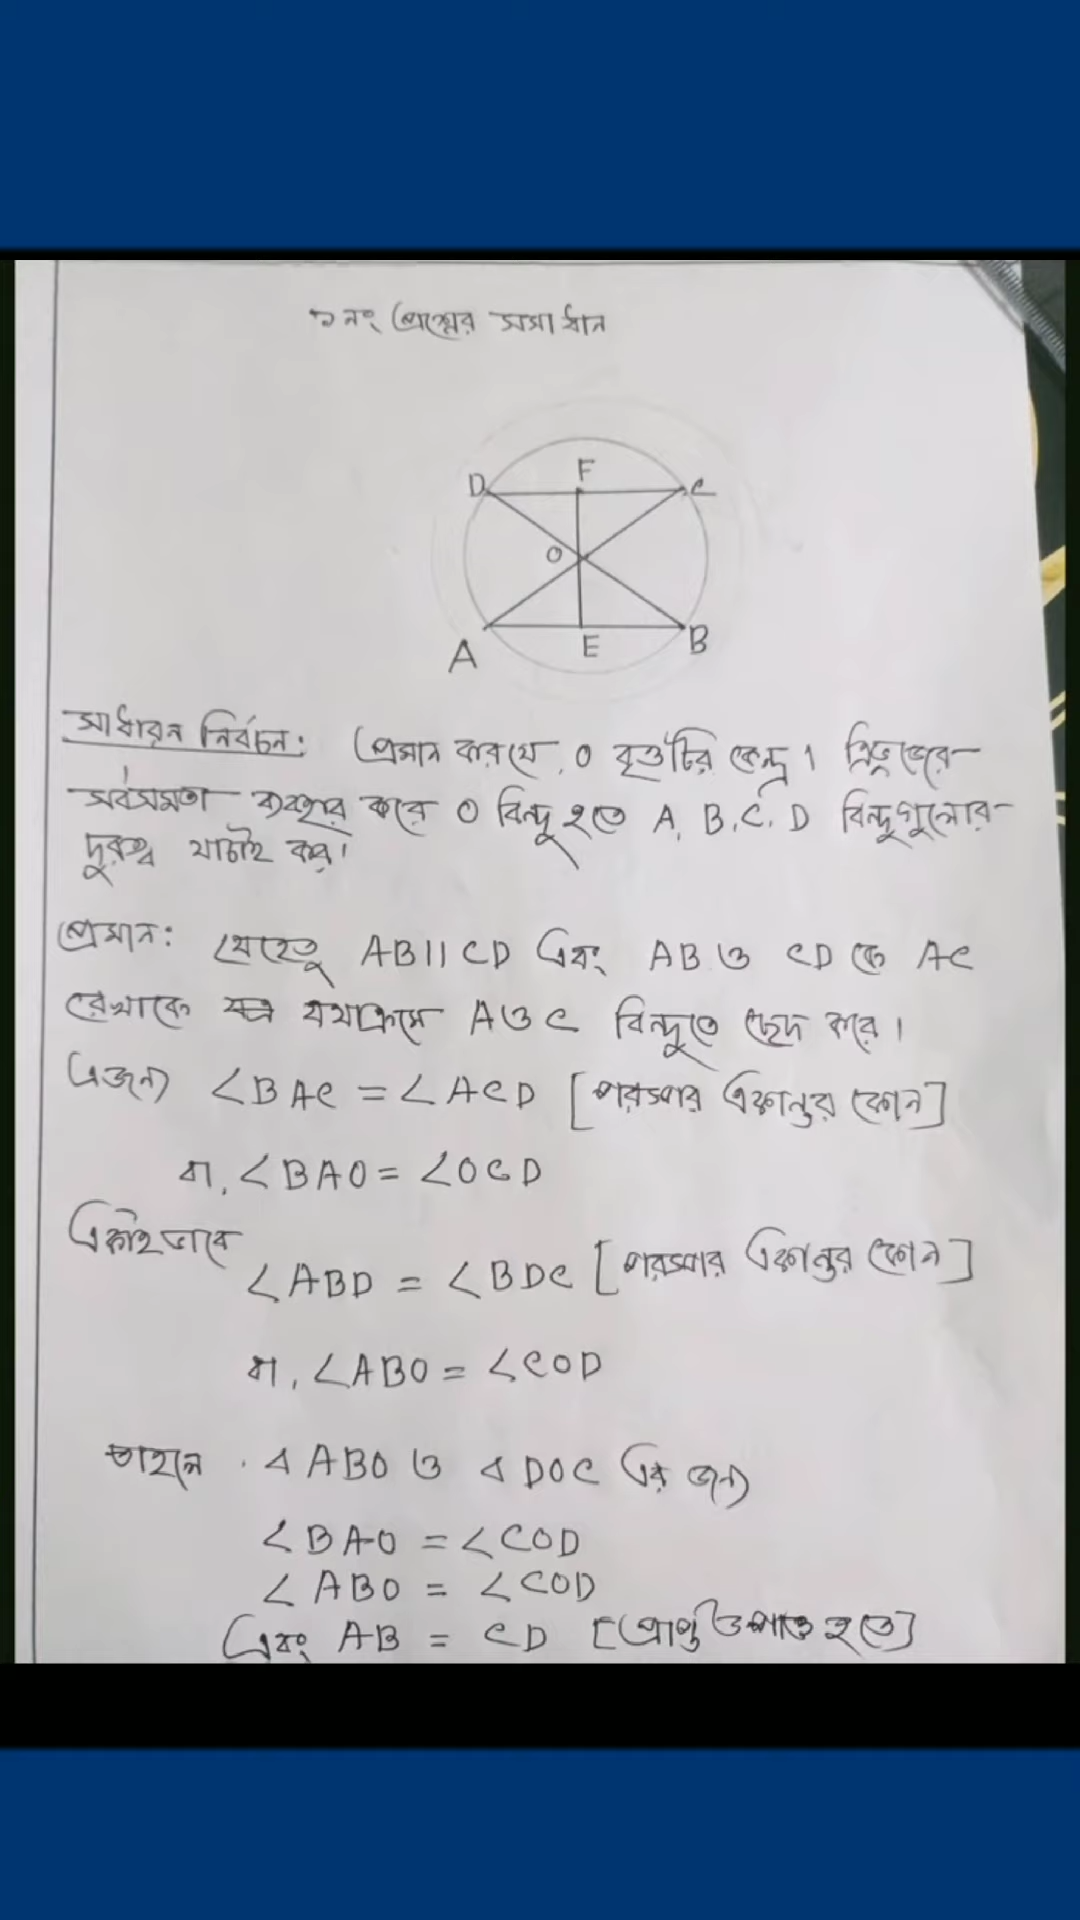 ১নং প্রশ্নের সমাধান
D F C
O
A E B
সাধারন নির্বচন: প্রমান কর যে, O বৃত্তটির কেন্দ্র। ত্রিভুজের-
সর্বসমতা ব্যবহার করে O বিন্দু হতে A, B, C, D বিন্দুগুলোর-
দুরত্ব যাচাই কর।
প্রমান: যেহেতু AB || CD এবং AB ও CD কে AC
রেখাকে যথাক্রমে A ও C বিন্দুতে ছেদ করে।
এজন্য ∠BAC = ∠ACD [পরস্পর একান্তর কোন]
বা, ∠BAO = ∠OCD
একইভাবে
∠ABD = ∠BDC [পরস্পর একান্তর কোন]
বা, ∠ABO = ∠COD
তাহলে, ∆ABO ও ∆DOC এর জন্য
∠BAO = ∠COD
∠ABO = ∠COD
এবং AB = CD [প্রাপ্ত উপাত্ত হতে]